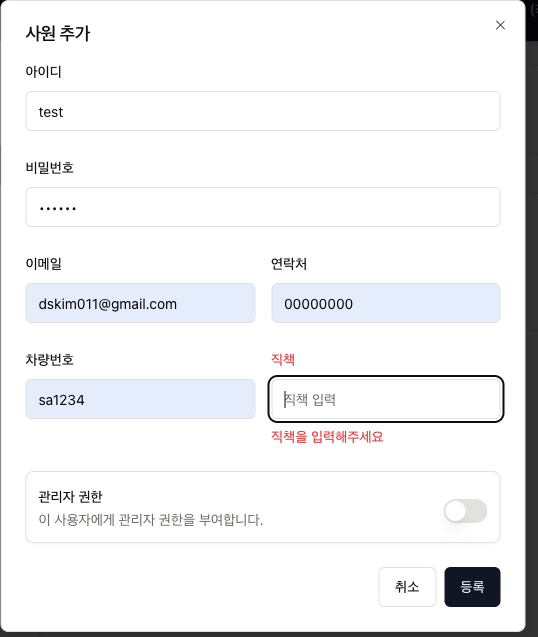 사원 추가
아이디
test
비밀번호
••••••
이메일
연락처
dskim011@gmail.com
00000000
차량번호
직책
sa1234
직책 입력
직책을 입력해주세요
관리자 권한
이 사용자에게 관리자 권한을 부여합니다.
취소
등록